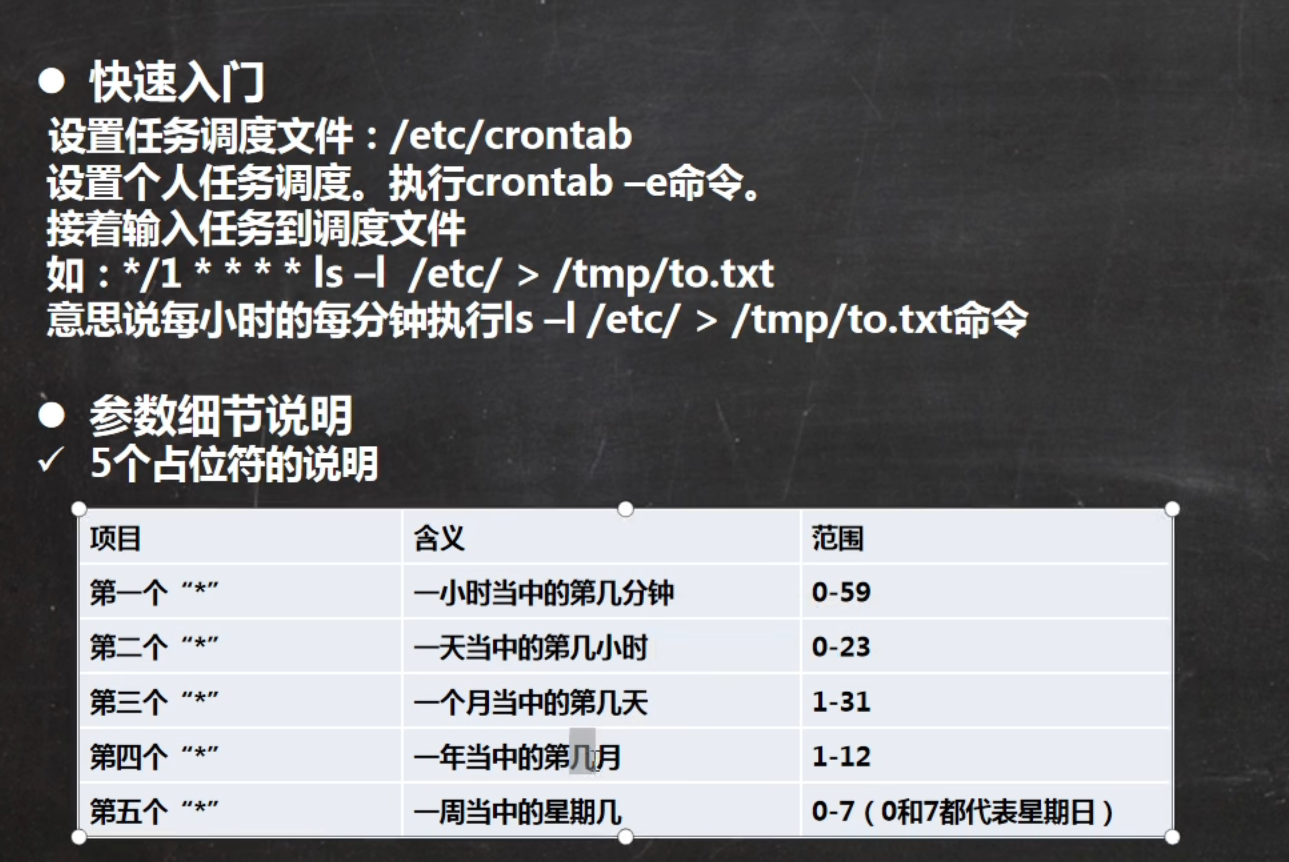 ● 快速入门
设置任务调度文件：/etc/crontab
设置个人任务调度。执行crontab –e命令。
接着输入任务到调度文件
如：*/1 * * * * ls –l  /etc/ > /tmp/to.txt
意思说每小时的每分钟执行ls –l /etc/ > /tmp/to.txt命令
● 参数细节说明
✓ 5个占位符的说明
项目 含义 范围
第一个“*” 一小时当中的第几分钟 0-59
第二个“*” 一天当中的第几小时 0-23
第三个“*” 一个月当中的第几天 1-31
第四个“*” 一年当中的第几月 1-12
第五个“*” 一周当中的星期几 0-7（0和7都代表星期日）